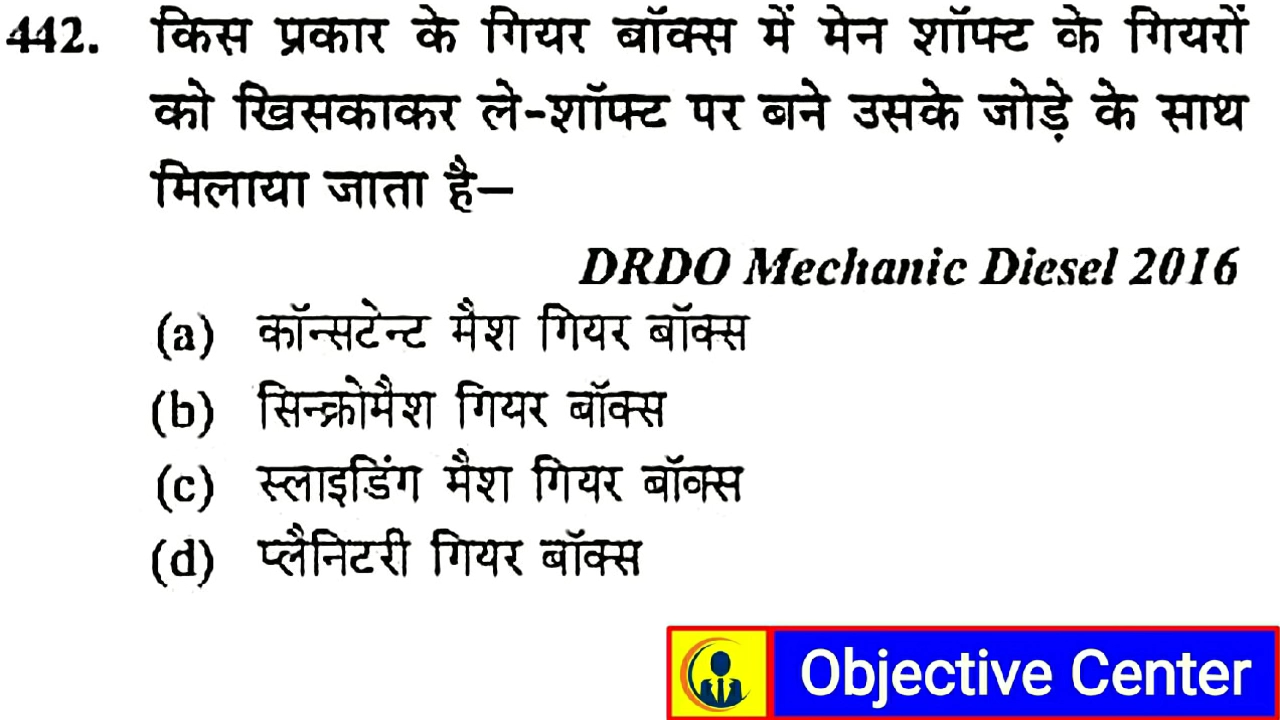 442. किस प्रकार के गियर बॉक्स में मेन शॉफ्ट के गियरों
को खिसकाकर ले-शॉफ्ट पर बने उसके जोड़े के साथ
मिलाया जाता है–
DRDO Mechanic Diesel 2016
(a) कॉन्सटेन्ट मैश गियर बॉक्स
(b) सिन्क्रोमैश गियर बॉक्स
(c) स्लाइडिंग मैश गियर बॉक्स
(d) प्लैनिटरी गियर बॉक्स
Objective Center